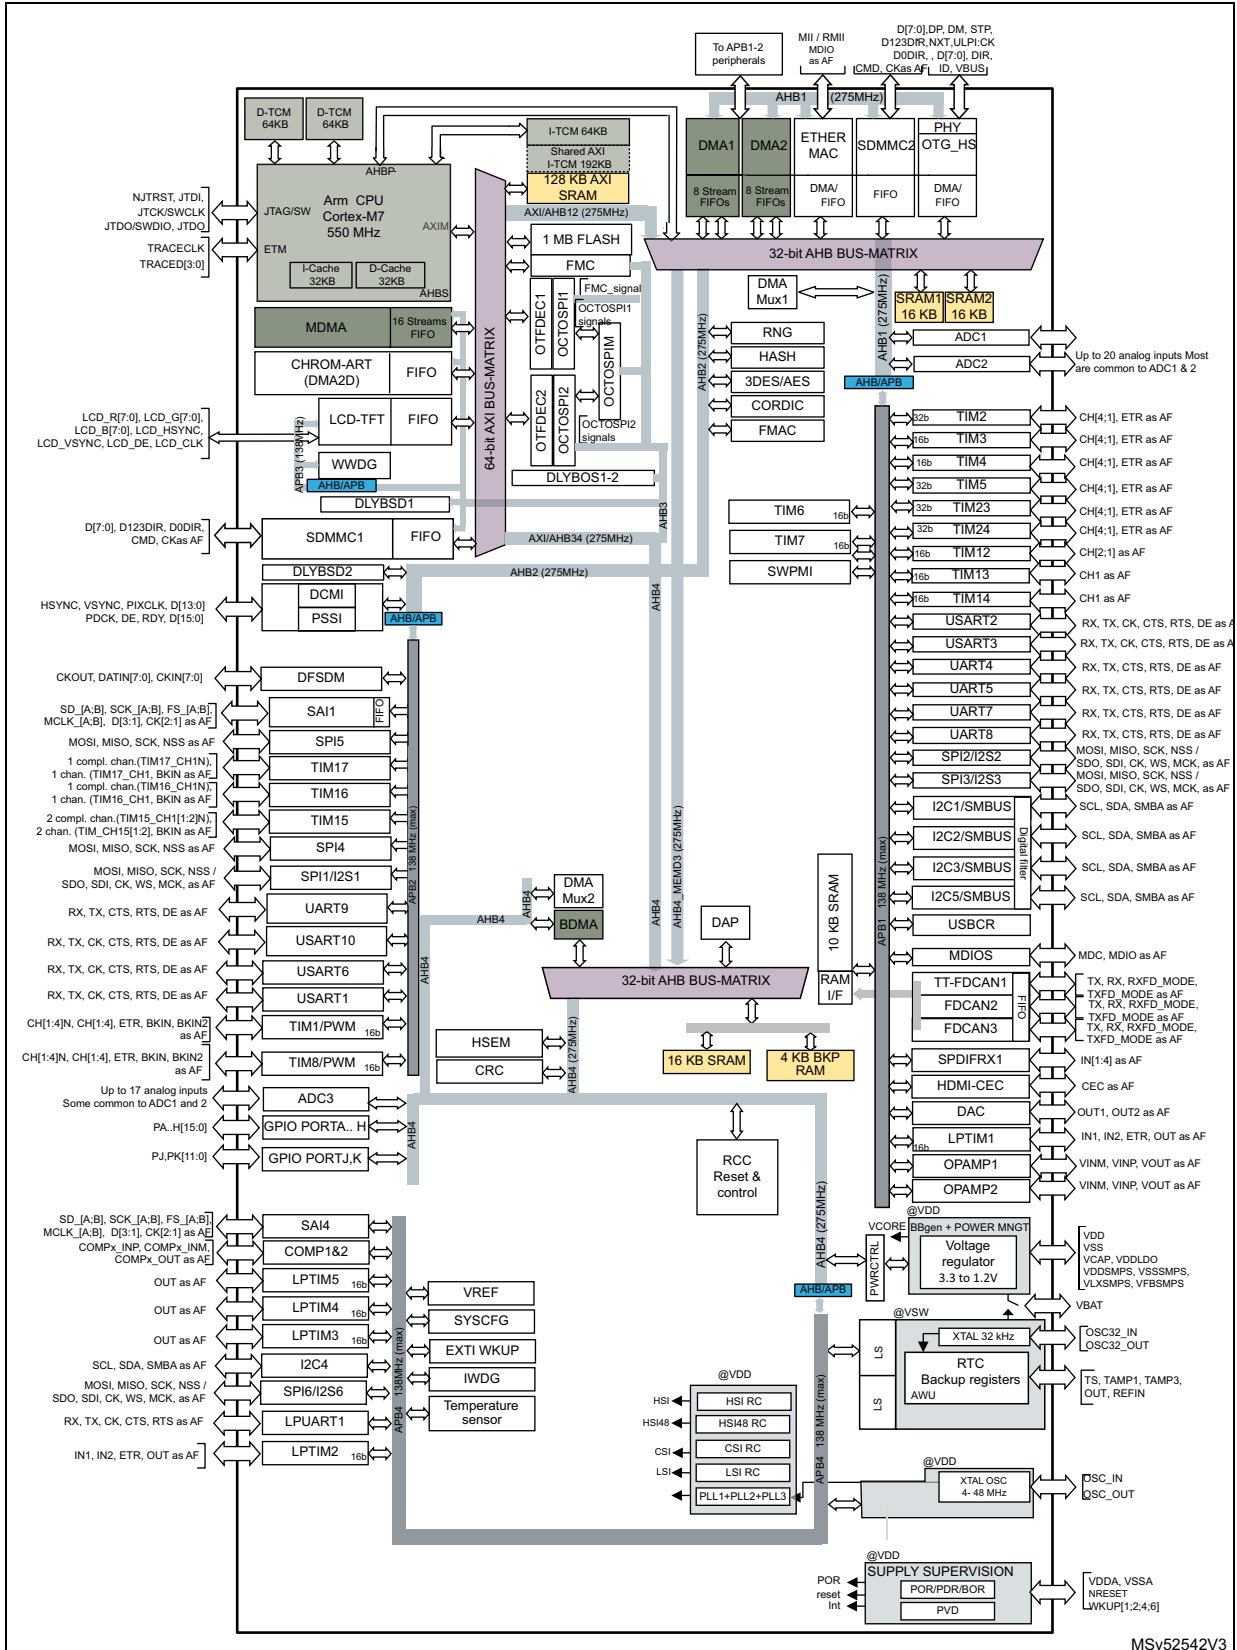 D[7:0],DP, DM, STP,
MII / RMII
MDIO
as AF
D123DIR,NXT,ULPI:CK
D0DIR, , D[7:0], DIR,
CMD, CKas AF
ID, VBUS
To APB1-2
peripherals
AHB1 (275MHz)
D-TCM
64KB
D-TCM
64KB
I-TCM 64KB
Shared AXI
I-TCM 192KB
128 KB AXI
SRAM
AHBP
Arm CPU
Cortex-M7
550 MHz
JTAG/SW
ETM
AXIM
AHBS
I-Cache
32KB
D-Cache
32KB
NJTRST, JTDI,
JTCK/SWCLK
JTDO/SWDIO, JTDO
TRACECLK
TRACED[3:0]
DMA1
8 Stream
FIFOs
DMA2
8 Stream
FIFOs
ETHER
MAC
DMA/
FIFO
SDMMC2
FIFO
PHY
OTG_HS
DMA/
FIFO
AXI/AHB12 (275MHz)
32-bit AHB BUS-MATRIX
1 MB FLASH
FMC
FMC_signal
64-bit AXI BUS-MATRIX
OTFDEC1
OCTOSPI1
OCTOSPI1
signals
OCTOSPIM
OTFDEC2
OCTOSPI2
OCTOSPI2
signals
DLYBOS1-2
MDMA
16 Streams
FIFO
CHROM-ART
(DMA2D)
FIFO
LCD-TFT
FIFO
LCD_R[7:0], LCD_G[7:0],
LCD_B[7:0], LCD_HSYNC,
LCD_VSYNC, LCD_DE, LCD_CLK
APB3 (138MHz)
WWDG
AHB/APB
DLYBSD1
D[7:0], D123DIR, D0DIR,
CMD, CKas AF
SDMMC1
FIFO
AXI/AHB34 (275MHz)
AHB3
AHB2 (275MHz)
AHB2 (275MHz)
DLYBSD2
DCMI
PSSI
AHB/APB
HSYNC, VSYNC, PIXCLK, D[13:0]
PDCK, DE, RDY, D[15:0]
DMA
Mux1
SRAM1
16 KB
SRAM2
16 KB
AHB1 (275MHz)
RNG
HASH
3DES/AES
CORDIC
FMAC
ADC1
ADC2
Up to 20 analog inputs Most
are common to ADC1 & 2
AHB/APB
32b
TIM2
CH[4;1], ETR as AF
16b
TIM3
CH[4;1], ETR as AF
16b
TIM4
CH[4;1], ETR as AF
32b
TIM5
CH[4;1], ETR as AF
32b
TIM23
CH[4;1], ETR as AF
32b
TIM24
CH[4;1], ETR as AF
16b
TIM12
CH[2;1] as AF
16b
TIM13
CH1 as AF
16b
TIM14
CH1 as AF
TIM6
16b
TIM7
16b
SWPMI
USART2
RX, TX, CK, CTS, RTS, DE as A
USART3
RX, TX, CK, CTS, RTS, DE as A
UART4
RX, TX, CTS, RTS, DE as AF
UART5
RX, TX, CTS, RTS, DE as AF
UART7
RX, TX, CTS, RTS, DE as AF
UART8
RX, TX, CTS, RTS, DE as AF
SPI2/I2S2
MOSI, MISO, SCK, NSS /
SDO, SDI, CK, WS, MCK, as AF
SPI3/I2S3
MOSI, MISO, SCK, NSS /
SDO, SDI, CK, WS, MCK, as AF
I2C1/SMBUS
SCL, SDA, SMBA as AF
I2C2/SMBUS
SCL, SDA, SMBA as AF
I2C3/SMBUS
SCL, SDA, SMBA as AF
I2C5/SMBUS
SCL, SDA, SMBA as AF
Digital filter
USBCR
MDIOS
MDC, MDIO as AF
TT-FDCAN1
TX, RX, RXFD_MODE,
TXFD_MODE as AF
FDCAN2
TX, RX, RXFD_MODE,
TXFD_MODE as AF
FDCAN3
TX, RX, RXFD_MODE,
TXFD_MODE as AF
FIFO
SPDIFRX1
IN[1:4] as AF
HDMI-CEC
CEC as AF
DAC
OUT1, OUT2 as AF
LPTIM1
16b
IN1, IN2, ETR, OUT as AF
OPAMP1
VINM, VINP, VOUT as AF
OPAMP2
VINM, VINP, VOUT as AF
APB1 138 MHz (max)
10 KB SRAM
RAM
I/F
CKOUT, DATIN[7:0], CKIN[7:0]
DFSDM
SD_[A;B], SCK_[A;B], FS_[A;B],
MCLK_[A;B], D[3:1], CK[2:1] as AF
SAI1
FIFO
MOSI, MISO, SCK, NSS as AF
SPI5
1 compl. chan.(TIM17_CH1N),
1 chan. (TIM17_CH1, BKIN as AF
TIM17
1 compl. chan.(TIM16_CH1N),
1 chan. (TIM16_CH1, BKIN as AF
TIM16
2 compl. chan.(TIM15_CH1[1:2]N),
2 chan. (TIM_CH15[1:2], BKIN as AF
TIM15
MOSI, MISO, SCK, NSS as AF
SPI4
MOSI, MISO, SCK, NSS /
SDO, SDI, CK, WS, MCK, as AF
SPI1/I2S1
RX, TX, CTS, RTS, DE as AF
UART9
RX, TX, CK, CTS, RTS, DE as AF
USART10
RX, TX, CK, CTS, RTS, DE as AF
USART6
RX, TX, CK, CTS, RTS, DE as AF
USART1
CH[1:4]N, CH[1:4], ETR, BKIN, BKIN2
as AF
TIM1/PWM
16b
CH[1:4]N, CH[1:4], ETR, BKIN, BKIN2
as AF
TIM8/PWM
16b
APB2 138 MHz (max)
AHB4
AHB4
AHB4
AHB4
AHB4
AHB4_MEMD3 (275MHz)
DMA
Mux2
BDMA
DAP
32-bit AHB BUS-MATRIX
16 KB SRAM
4 KB BKP
RAM
HSEM
CRC
AHB4 (275MHz)
Up to 17 analog inputs
Some common to ADC1 and 2
ADC3
PA..H[15:0]
GPIO PORTA.. H
PJ,PK[11:0]
GPIO PORTJ,K
AHB4
RCC
Reset &
control
AHB4 (275MHz)
AHB/APB
SD_[A;B], SCK_[A;B], FS_[A;B],
MCLK_[A;B], D[3:1], CK[2:1] as AF
SAI4
COMPx_INP, COMPx_INM,
COMPx_OUT as AF
COMP1&2
OUT as AF
LPTIM5
16b
OUT as AF
LPTIM4
16b
OUT as AF
LPTIM3
16b
SCL, SDA, SMBA as AF
I2C4
MOSI, MISO, SCK, NSS /
SDO, SDI, CK, WS, MCK, as AF
SPI6/I2S6
RX, TX, CK, CTS, RTS as AF
LPUART1
IN1, IN2, ETR, OUT as AF
LPTIM2
16b
APB4 138MHz (max)
VREF
SYSCFG
EXTI WKUP
IWDG
Temperature
sensor
APB4 138 MHz (max)
@VDD
HSI
HSI RC
HSI48
HSI48 RC
CSI
CSI RC
LSI
LSI RC
PLL1+PLL2+PLL3
@VDD
VCORE
BBgen + POWER MNGT
PWRCTRL
Voltage
regulator
3.3 to 1.2V
VDD
VSS
VCAP, VDDLDO
VDDSMPS, VSSSMPS,
VLXSMPS, VFBSMPS
VBAT
@VSW
LS
LS
XTAL 32 kHz
RTC
Backup registers
AWU
OSC32_IN
OSC32_OUT
TS, TAMP1, TAMP3,
OUT, REFIN
@VDD
XTAL OSC
4- 48 MHz
OSC_IN
OSC_OUT
@VDD
SUPPLY SUPERVISION
POR
reset
Int
POR/PDR/BOR
PVD
VDDA, VSSA
NRESET
WKUP[1;2;4;6]
MSv52542V3